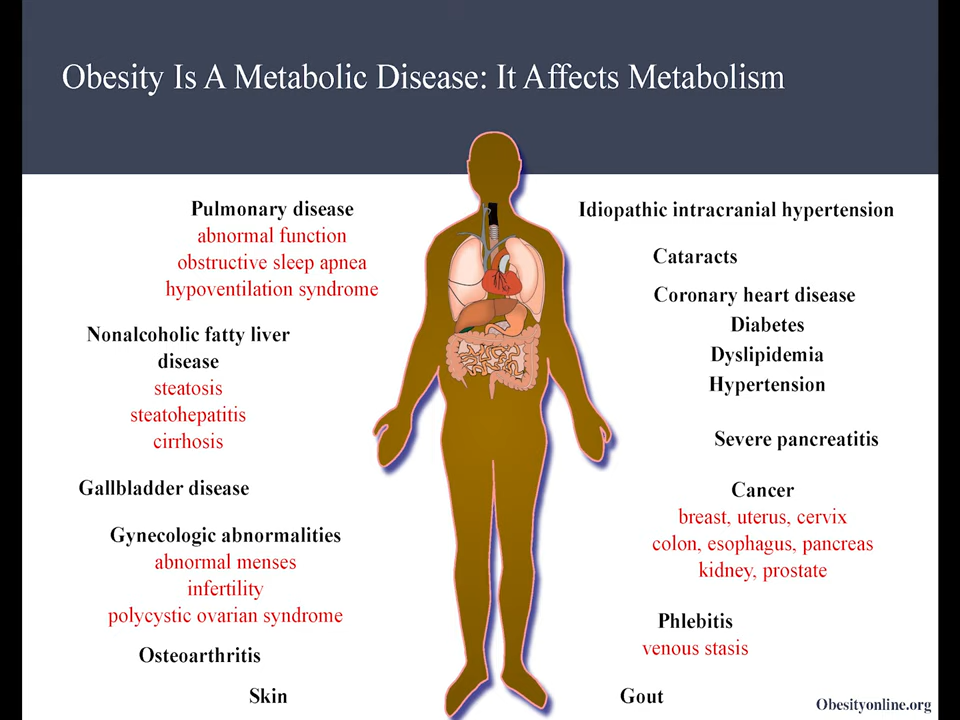 Obesity Is A Metabolic Disease: It Affects Metabolism
Pulmonary disease
abnormal function
obstructive sleep apnea
hypoventilation syndrome
Nonalcoholic fatty liver
disease
steatosis
steatohepatitis
cirrhosis
Gallbladder disease
Gynecologic abnormalities
abnormal menses
infertility
polycystic ovarian syndrome
Osteoarthritis
Skin
Idiopathic intracranial hypertension
Cataracts
Coronary heart disease
Diabetes
Dyslipidemia
Hypertension
Severe pancreatitis
Cancer
breast, uterus, cervix
colon, esophagus, pancreas
kidney, prostate
Phlebitis
venous stasis
Gout
Obesityonline.org